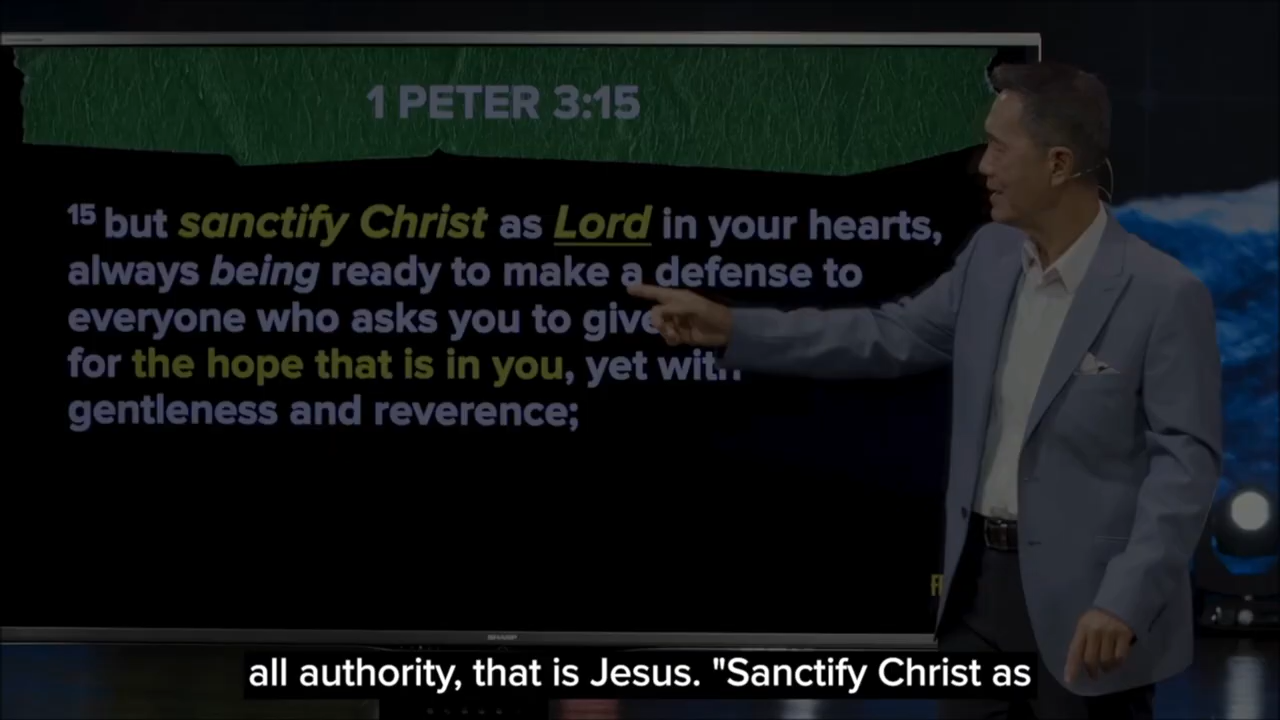 1 PETER 3:15
15 but sanctify Christ as Lord in your hearts,
always being ready to make a defense to
everyone who asks you to give
for the hope that is in you, yet with
gentleness and reverence;
SHARP
all authority, that is Jesus. "Sanctify Christ as